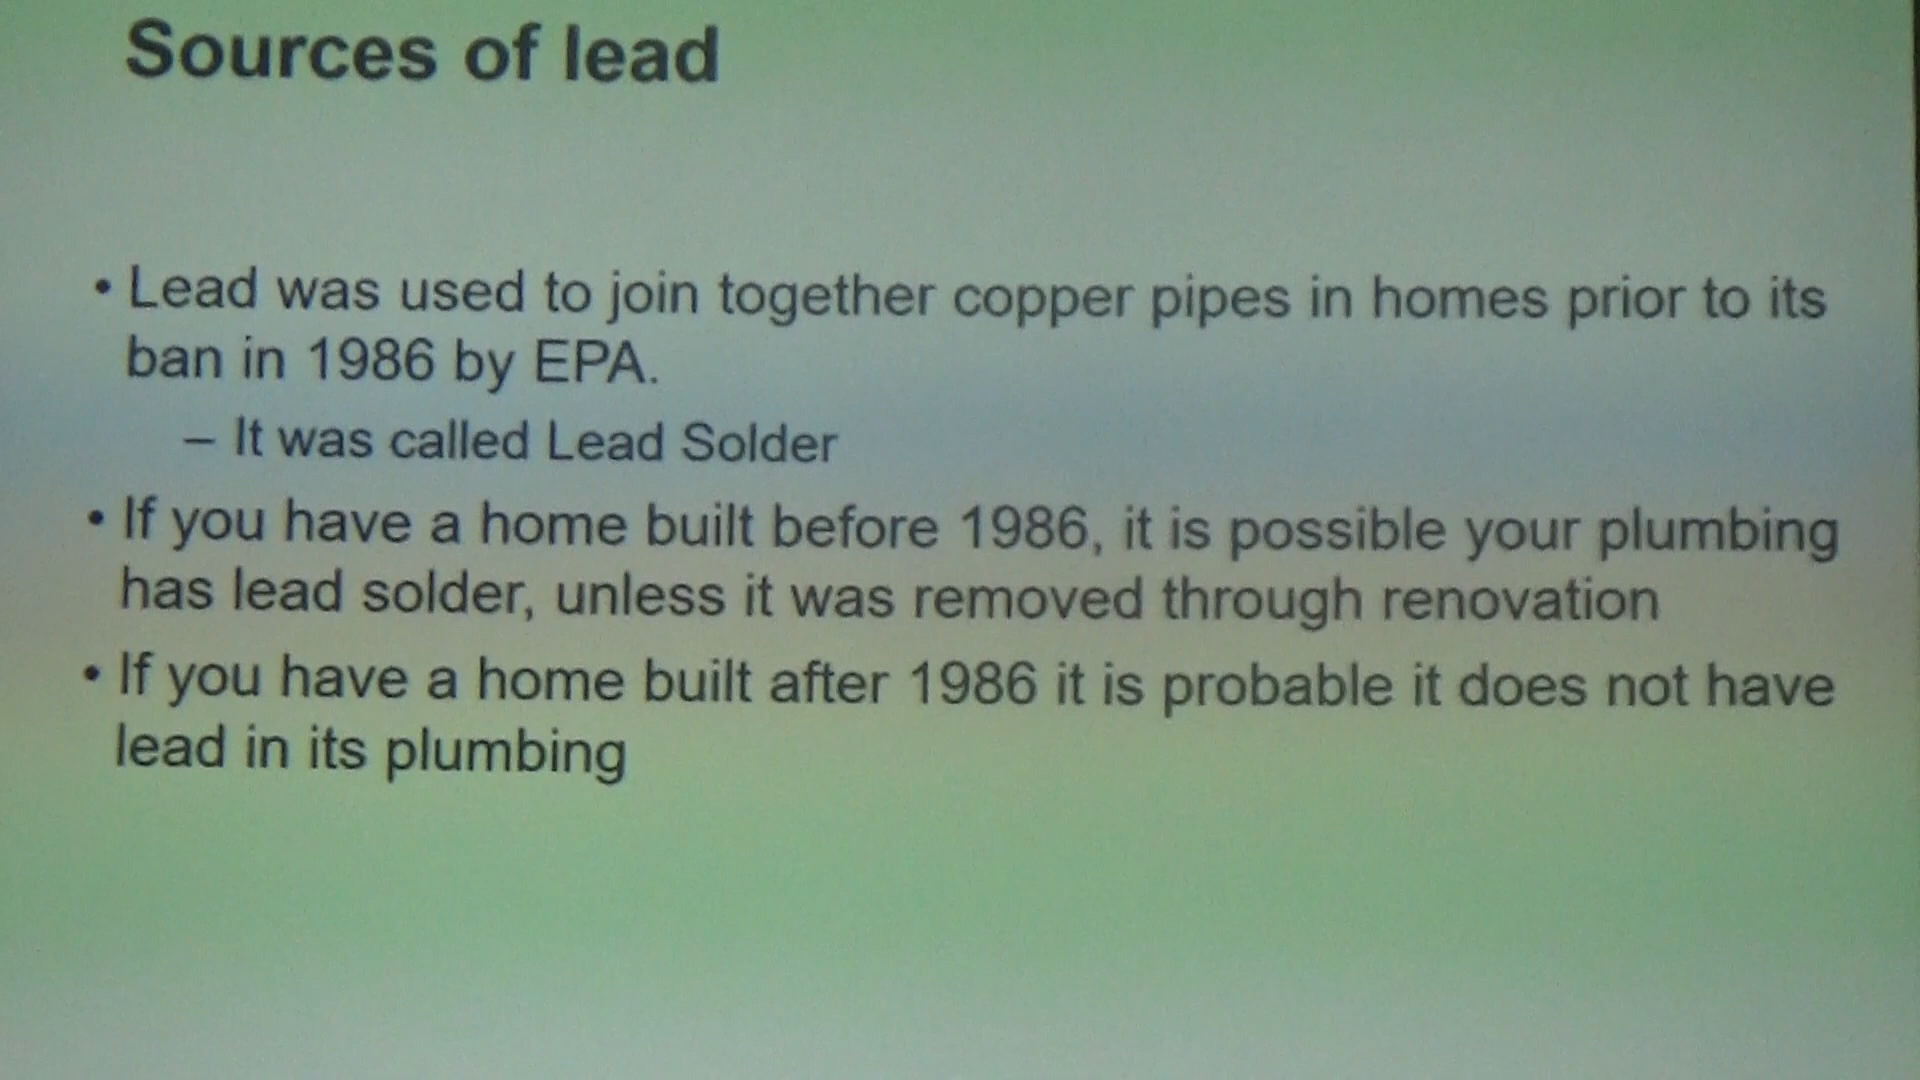 Sources of lead
• Lead was used to join together copper pipes in homes prior to its
ban in 1986 by EPA.
– It was called Lead Solder
• If you have a home built before 1986, it is possible your plumbing
has lead solder, unless it was removed through renovation
• If you have a home built after 1986 it is probable it does not have
lead in its plumbing